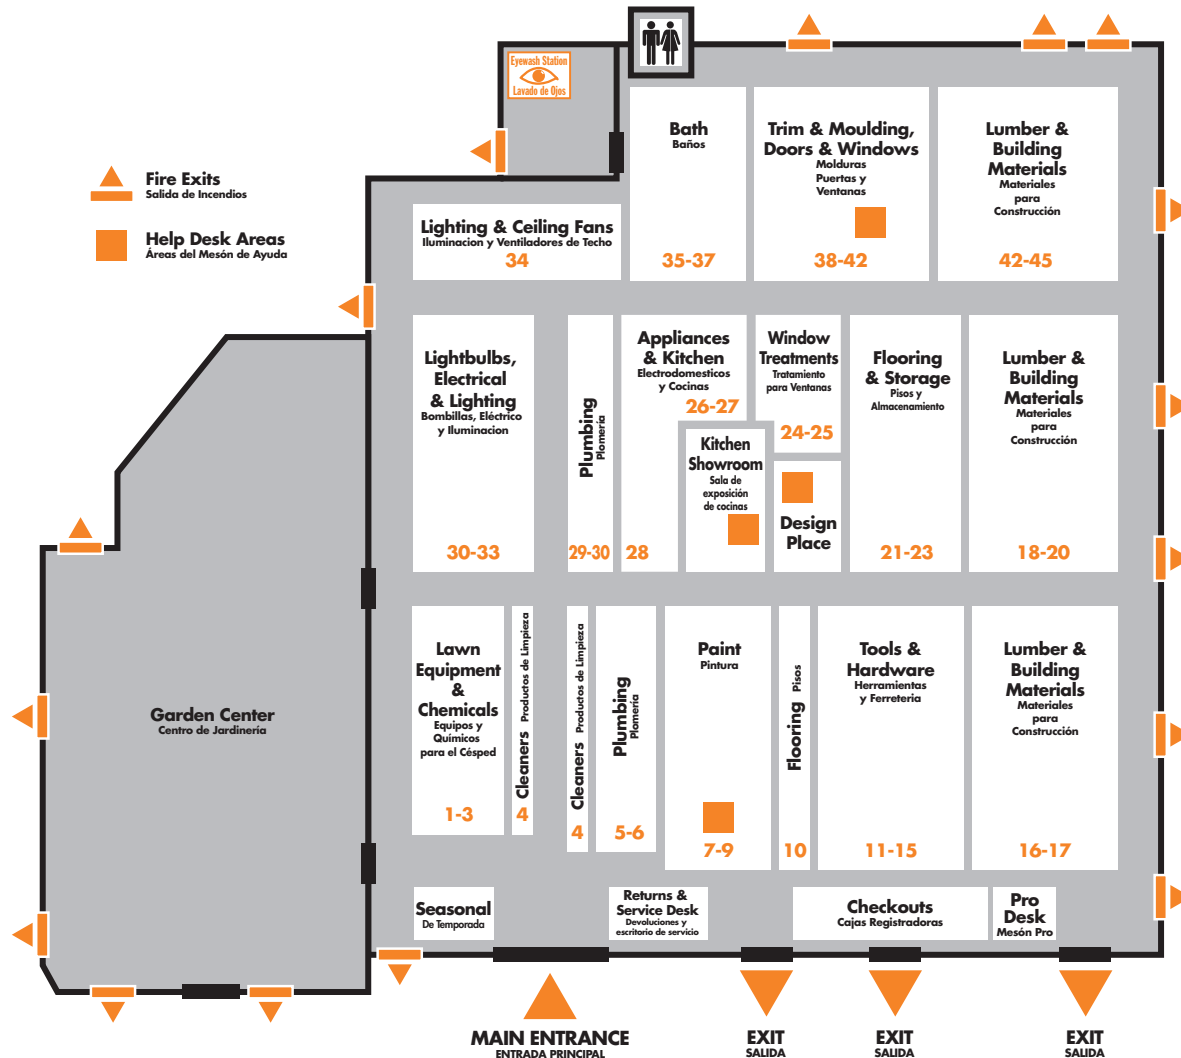 Eyewash Station
Lavado de Ojos
Fire Exits
Salida de Incendios
Help Desk Areas
Áreas del Mesón de Ayuda
Bath
Baños
35-37
Trim & Moulding,
Doors & Windows
Molduras
Puertas y
Ventanas
38-42
Lumber &
Building
Materials
Materiales
para
Construcción
42-45
Lighting & Ceiling Fans
Iluminacion y Ventiladores de Techo
34
Lightbulbs,
Electrical
& Lighting
Bombillas, Eléctrico
y Iluminacion
30-33
Plumbing
Plomería
29-30
Appliances
& Kitchen
Electrodomesticos
y Cocinas
26-27
28
Kitchen
Showroom
Sala de
exposición
de cocinas
Window
Treatments
Tratamiento
para Ventanas
24-25
Design
Place
Flooring
& Storage
Pisos y
Almacenamiento
21-23
Lumber &
Building
Materials
Materiales
para
Construcción
18-20
Garden Center
Centro de Jardinería
Lawn
Equipment
&
Chemicals
Equipos y
Químicos
para el Césped
1-3
Cleaners Productos de Limpieza
4
Cleaners Productos de Limpieza
4
Plumbing
Plomería
5-6
Paint
Pintura
7-9
Flooring Pisos
10
Tools &
Hardware
Herramientas
y Ferreteria
11-15
Lumber &
Building
Materials
Materiales
para
Construcción
16-17
Seasonal
De Temporada
Returns &
Service Desk
Devoluciones y
escritorio de servicio
Checkouts
Cajas Registradoras
Pro
Desk
Mesón Pro
MAIN ENTRANCE
ENTRADA PRINCIPAL
EXIT
SALIDA
EXIT
SALIDA
EXIT
SALIDA